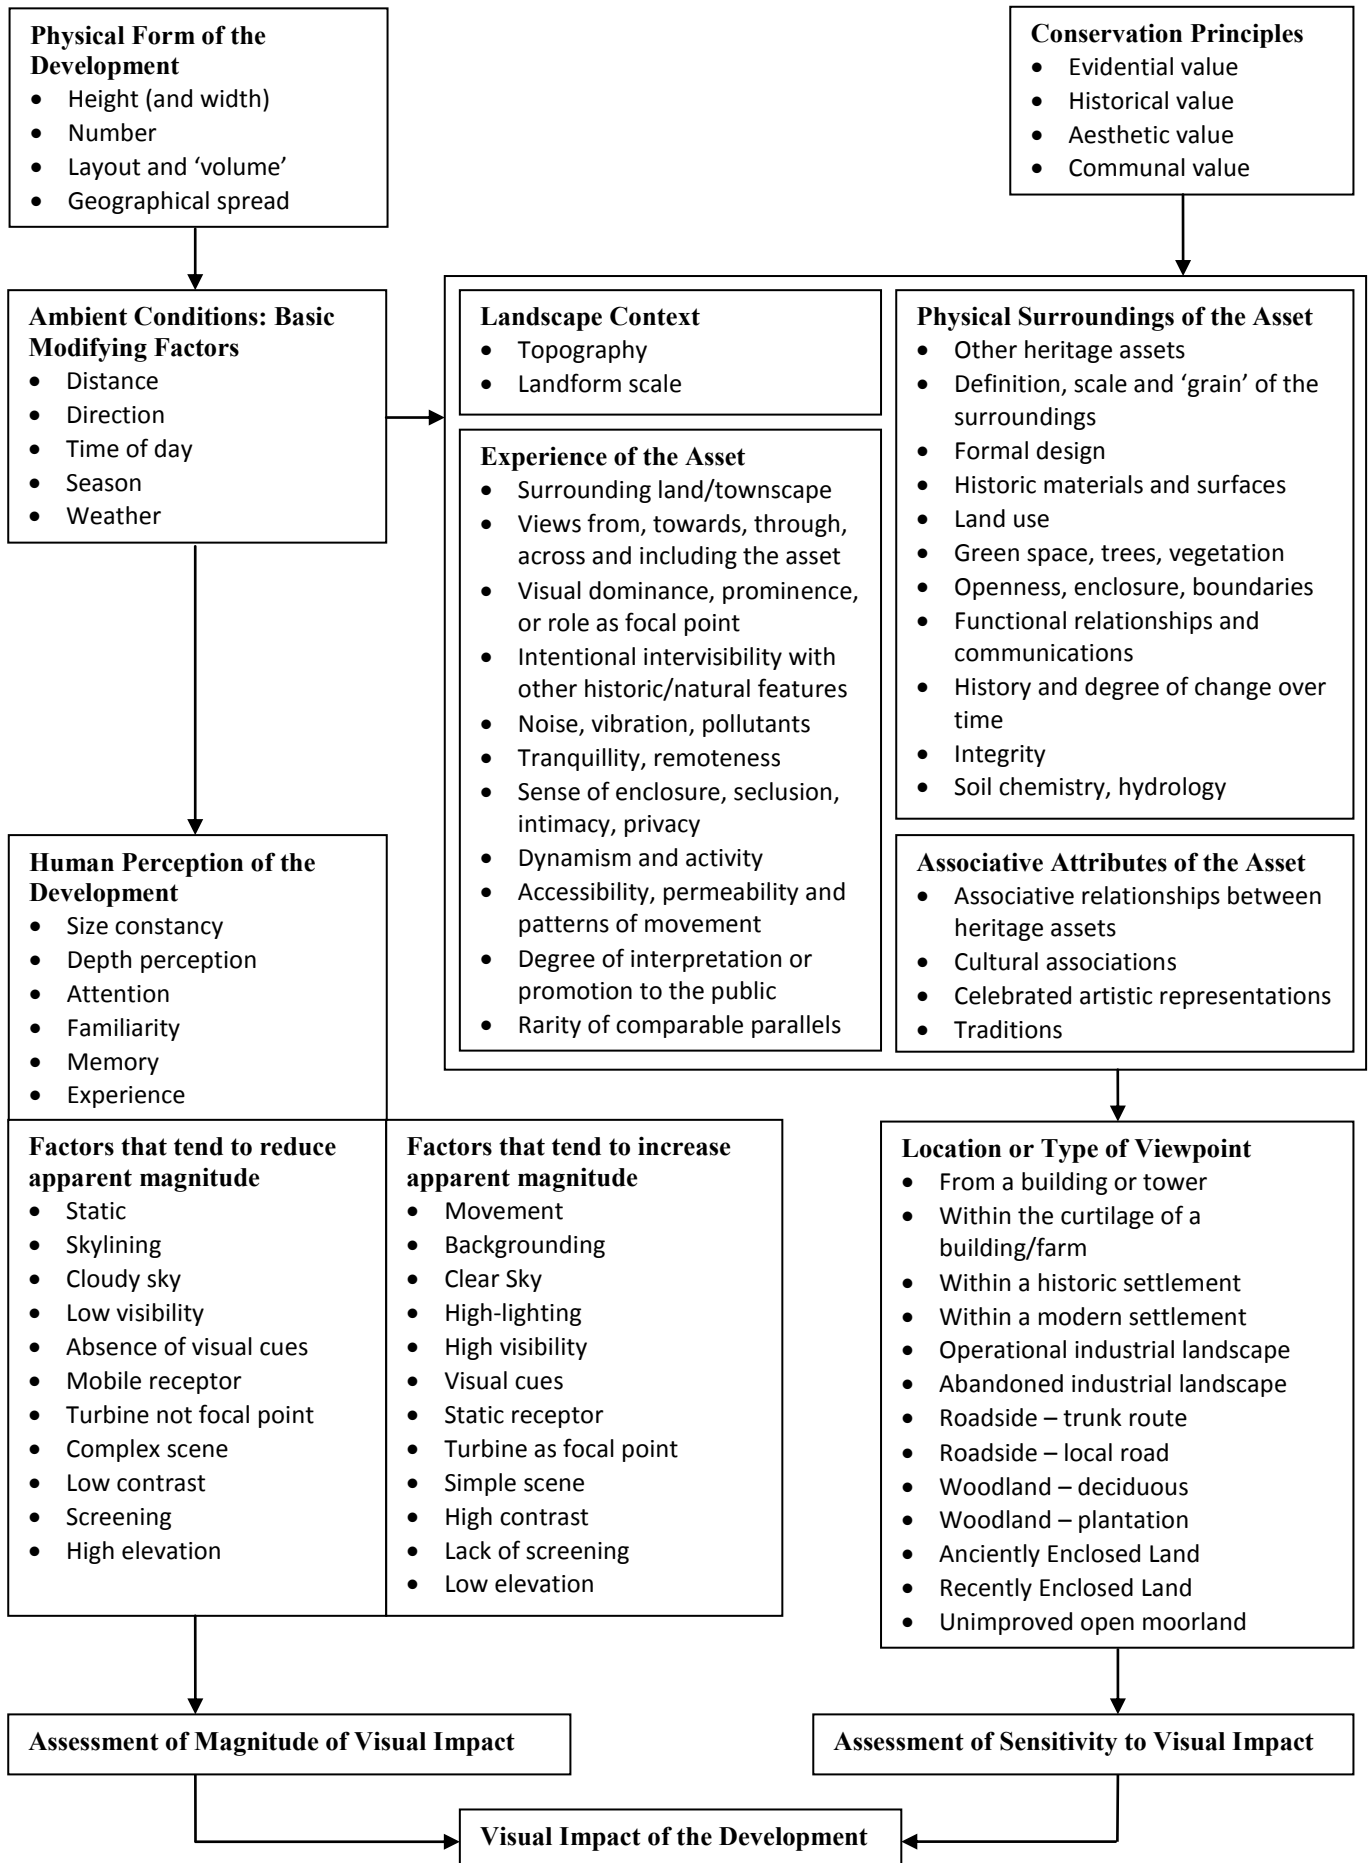 Physical Form of the
Development
• Height (and width)
• Number
• Layout and ‘volume’
• Geographical spread
Conservation Principles
• Evidential value
• Historical value
• Aesthetic value
• Communal value
Ambient Conditions: Basic
Modifying Factors
• Distance
• Direction
• Time of day
• Season
• Weather
Landscape Context
• Topography
• Landform scale
Experience of the Asset
• Surrounding land/townscape
• Views from, towards, through,
across and including the asset
• Visual dominance, prominence,
or role as focal point
• Intentional intervisibility with
other historic/natural features
• Noise, vibration, pollutants
• Tranquillity, remoteness
• Sense of enclosure, seclusion,
intimacy, privacy
• Dynamism and activity
• Accessibility, permeability and
patterns of movement
• Degree of interpretation or
promotion to the public
• Rarity of comparable parallels
Physical Surroundings of the Asset
• Other heritage assets
• Definition, scale and ‘grain’ of the
surroundings
• Formal design
• Historic materials and surfaces
• Land use
• Green space, trees, vegetation
• Openness, enclosure, boundaries
• Functional relationships and
communications
• History and degree of change over
time
• Integrity
• Soil chemistry, hydrology
Associative Attributes of the Asset
• Associative relationships between
heritage assets
• Cultural associations
• Celebrated artistic representations
• Traditions
Human Perception of the
Development
• Size constancy
• Depth perception
• Attention
• Familiarity
• Memory
• Experience
Factors that tend to reduce
apparent magnitude
• Static
• Skylining
• Cloudy sky
• Low visibility
• Absence of visual cues
• Mobile receptor
• Turbine not focal point
• Complex scene
• Low contrast
• Screening
• High elevation
Factors that tend to increase
apparent magnitude
• Movement
• Backgrounding
• Clear Sky
• High-lighting
• High visibility
• Visual cues
• Static receptor
• Turbine as focal point
• Simple scene
• High contrast
• Lack of screening
• Low elevation
Location or Type of Viewpoint
• From a building or tower
• Within the curtilage of a
building/farm
• Within a historic settlement
• Within a modern settlement
• Operational industrial landscape
• Abandoned industrial landscape
• Roadside – trunk route
• Roadside – local road
• Woodland – deciduous
• Woodland – plantation
• Anciently Enclosed Land
• Recently Enclosed Land
• Unimproved open moorland
Assessment of Magnitude of Visual Impact
Assessment of Sensitivity to Visual Impact
Visual Impact of the Development